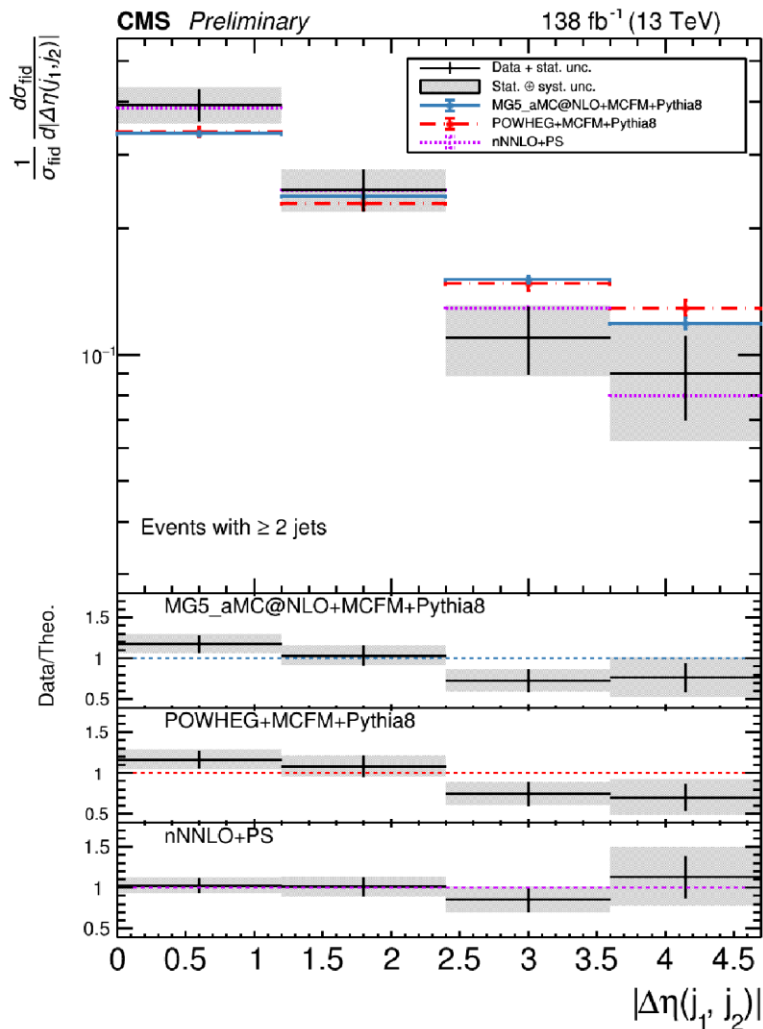 CMS Preliminary 138 fb⁻¹ (13 TeV)
1/σ_fid dσ_fid/d|Δη(j₁, j₂)|
Data + stat. unc.
Stat. ⊕ syst. unc.
MG5_aMC@NLO+MCFM+Pythia8
POWHEG+MCFM+Pythia8
nNNLO+PS
10⁻¹
Events with ≥ 2 jets
Data/Theo.
MG5_aMC@NLO+MCFM+Pythia8
1.5
1
0.5
POWHEG+MCFM+Pythia8
1.5
1
0.5
nNNLO+PS
1.5
1
0.5
0 0.5 1 1.5 2 2.5 3 3.5 4 4.5
|Δη(j₁, j₂)|